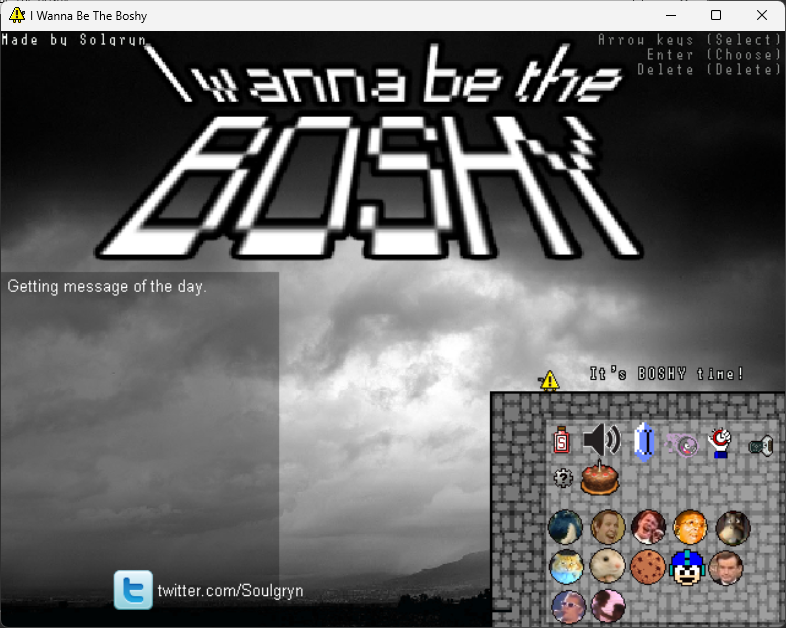 I Wanna Be The Boshy
Made by Solgryn
Arrow keys (Select)
Enter (Choose)
Delete (Delete)
I wanna be the
BOSHY
Getting message of the day.
It's BOSHY time!
S
?
twitter.com/Soulgryn